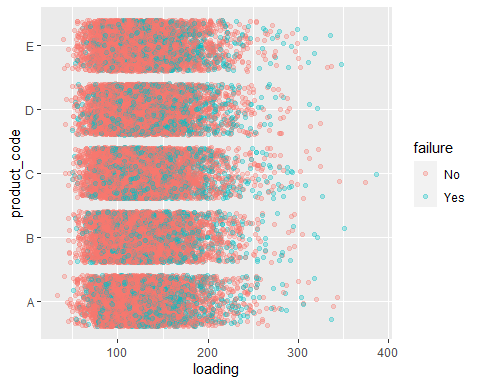 E
D
C
B
A
product_code
100 200 300 400
loading
failure
No
Yes